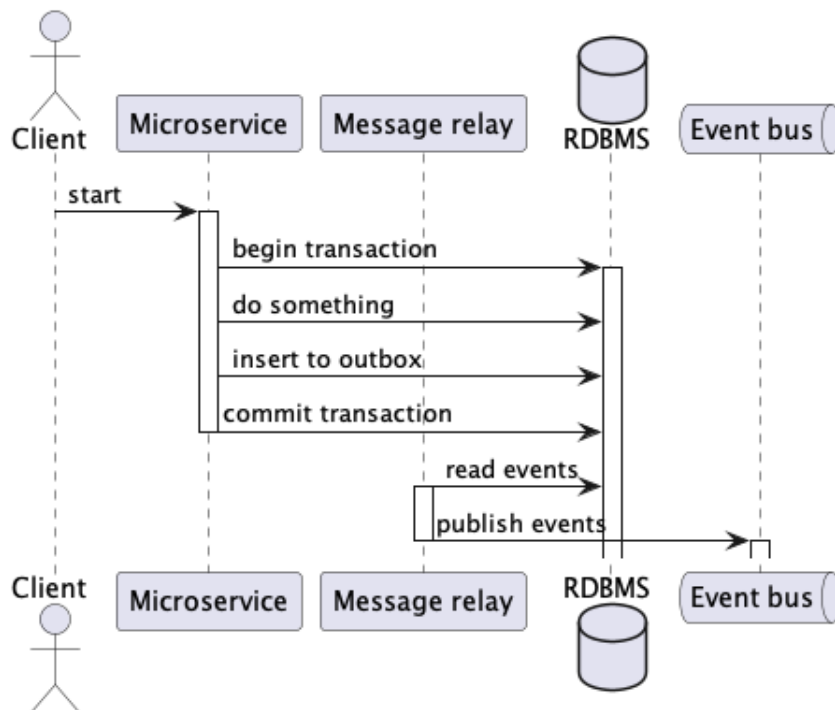 Client
Microservice
Message relay
RDBMS
Event bus
start
begin transaction
do something
insert to outbox
commit transaction
read events
publish events
Client
Microservice
Message relay
RDBMS
Event bus